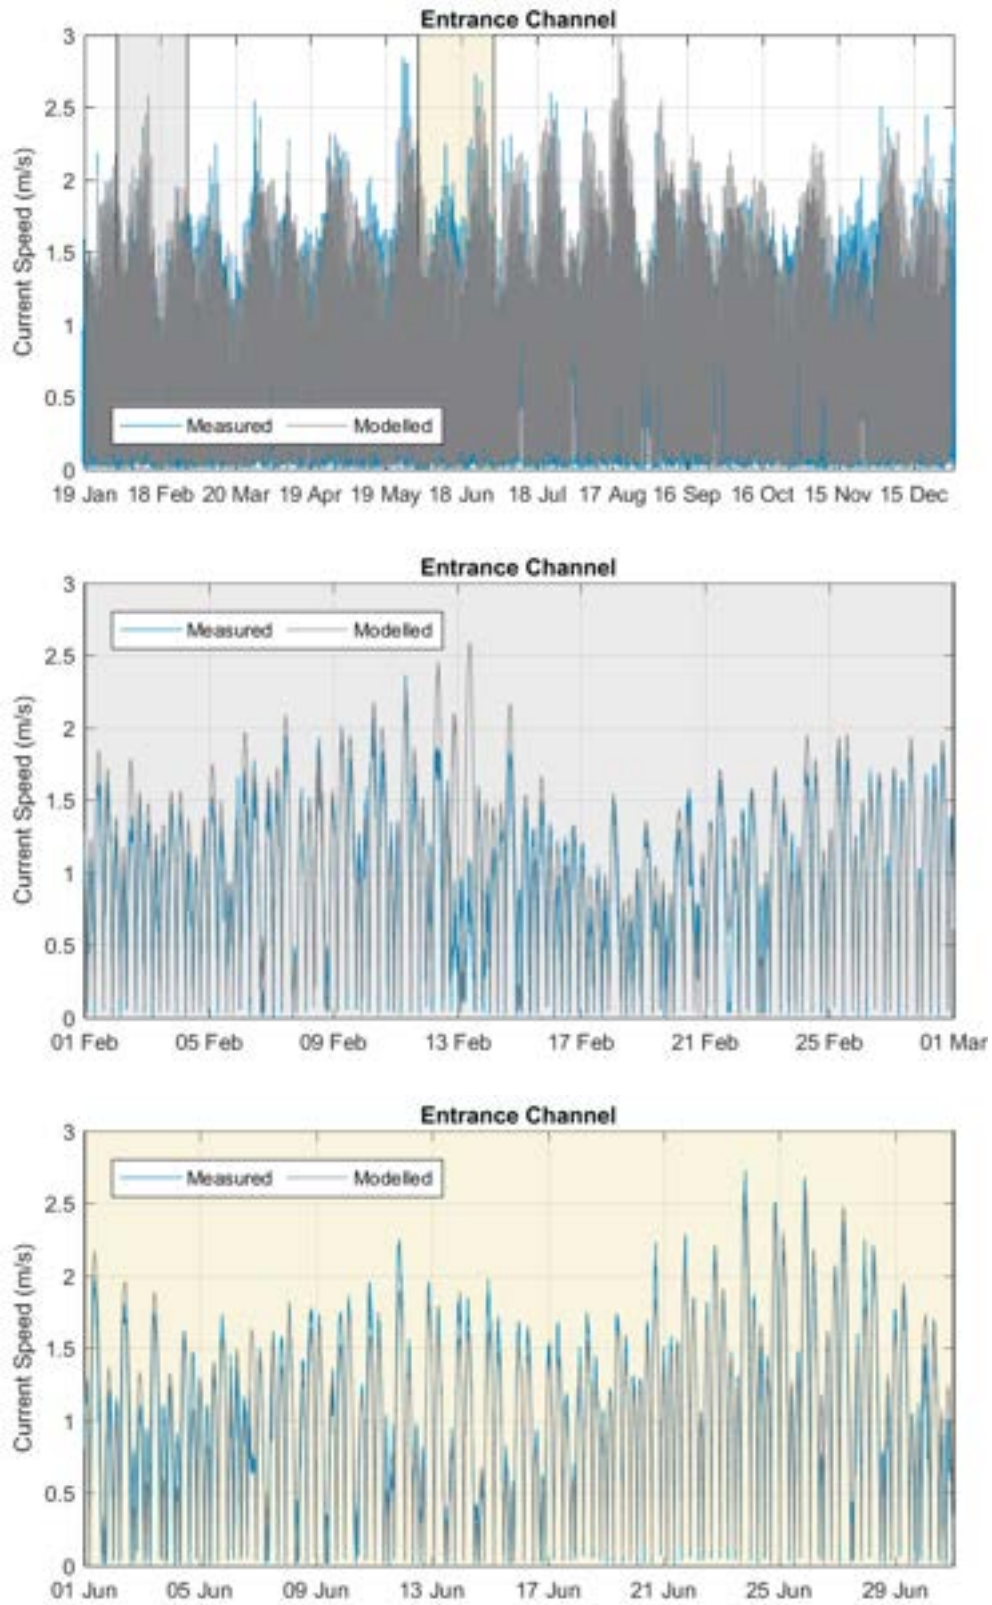 Entrance Channel
3
2.5
2
1.5
1
0.5
0
Current Speed (m/s)
Measured Modelled
19 Jan 18 Feb 20 Mar 19 Apr 19 May 18 Jun 18 Jul 17 Aug 16 Sep 16 Oct 15 Nov 15 Dec
Entrance Channel
3
2.5
2
1.5
1
0.5
0
Current Speed (m/s)
Measured Modelled
01 Feb 05 Feb 09 Feb 13 Feb 17 Feb 21 Feb 25 Feb 01 Mar
Entrance Channel
3
2.5
2
1.5
1
0.5
0
Current Speed (m/s)
Measured Modelled
01 Jun 05 Jun 09 Jun 13 Jun 17 Jun 21 Jun 25 Jun 29 Jun